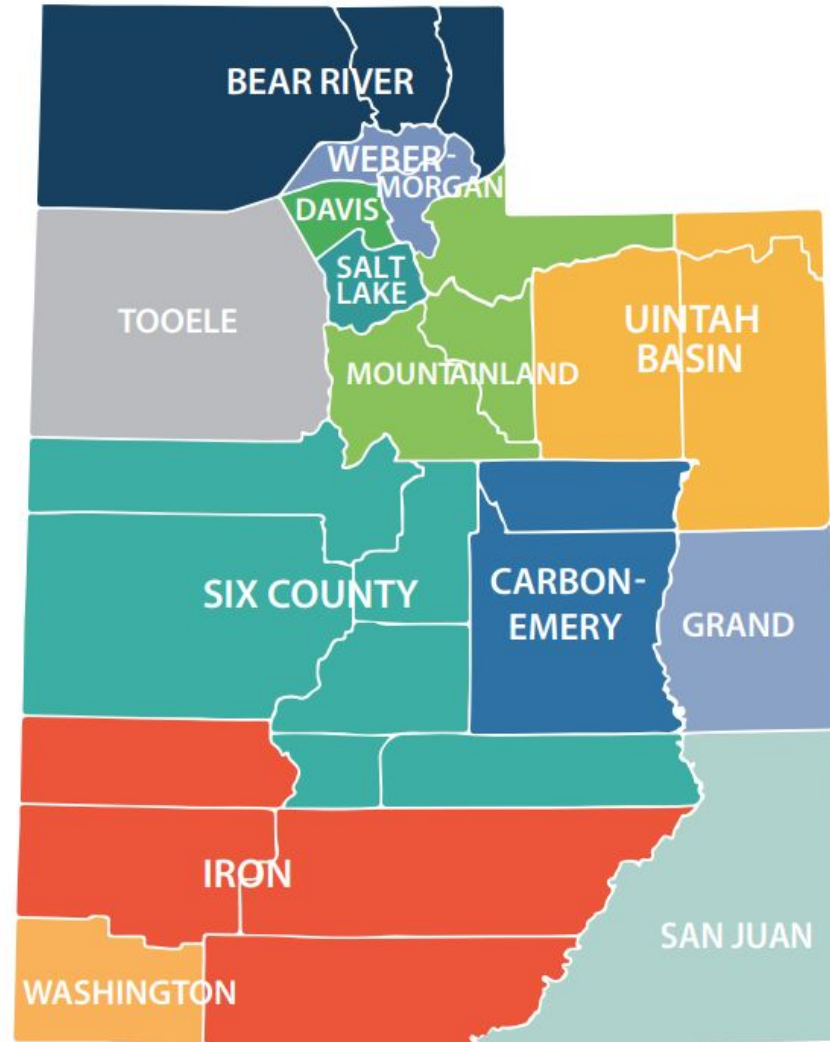 BEAR RIVER
WEBER-
MORGAN
DAVIS
SALT
LAKE
TOOELE
UINTAH
BASIN
MOUNTAINLAND
SIX COUNTY
CARBON-
EMERY
GRAND
IRON
SAN JUAN
WASHINGTON